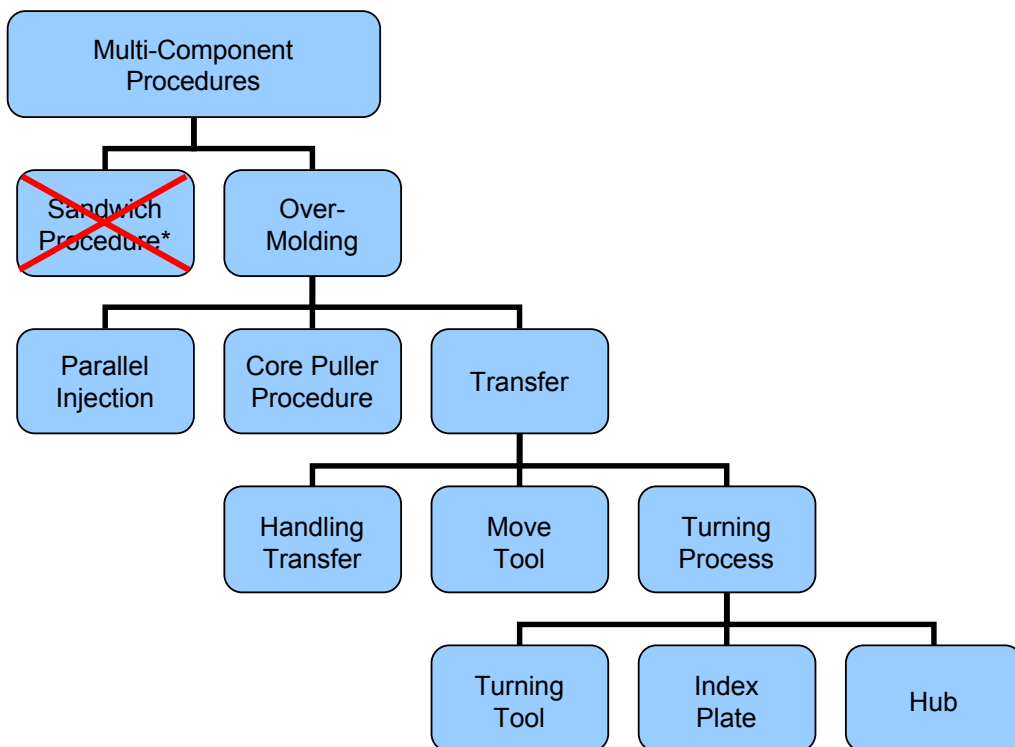 Multi-Component
Procedures
Sandwich
Procedure*
Over-
Molding
Parallel
Injection
Core Puller
Procedure
Transfer
Handling
Transfer
Move
Tool
Turning
Process
Turning
Tool
Index
Plate
Hub